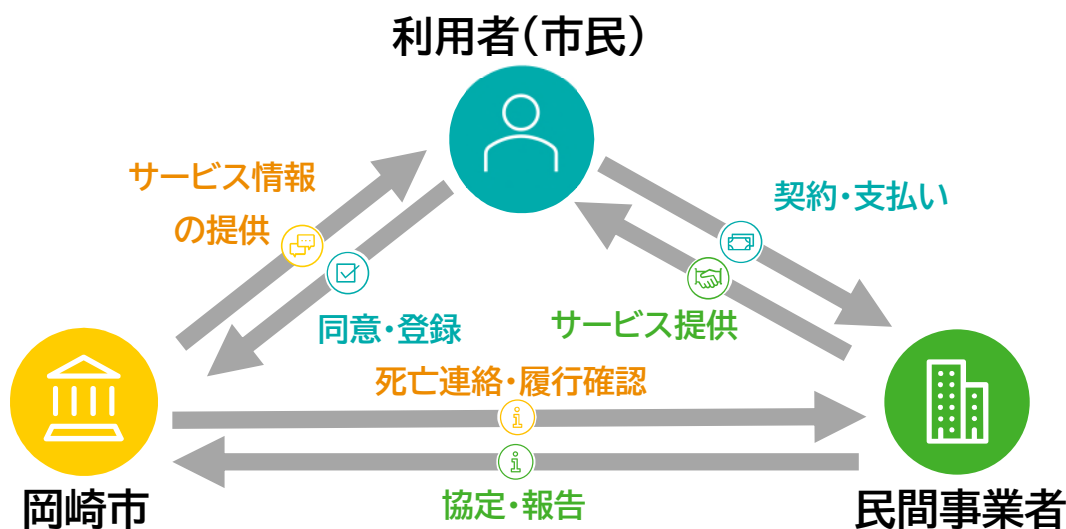 利用者（市民）
サービス情報
の提供
契約・支払い
同意・登録
サービス提供
死亡連絡・履行確認
協定・報告
岡崎市
民間事業者